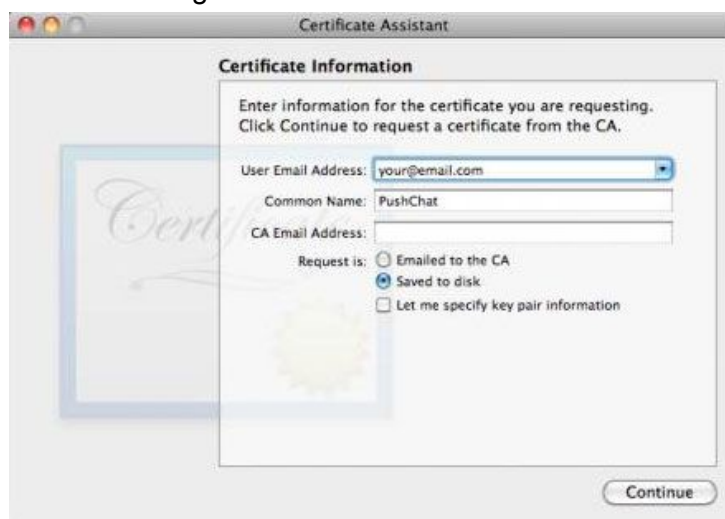 Certificate Assistant
Certificate Information
Enter information for the certificate you are requesting.
Click Continue to request a certificate from the CA.
User Email Address: your@email.com
Common Name: PushChat
CA Email Address:
Request is: Emailed to the CA
Saved to disk
Let me specify key pair information
Certificate
Continue